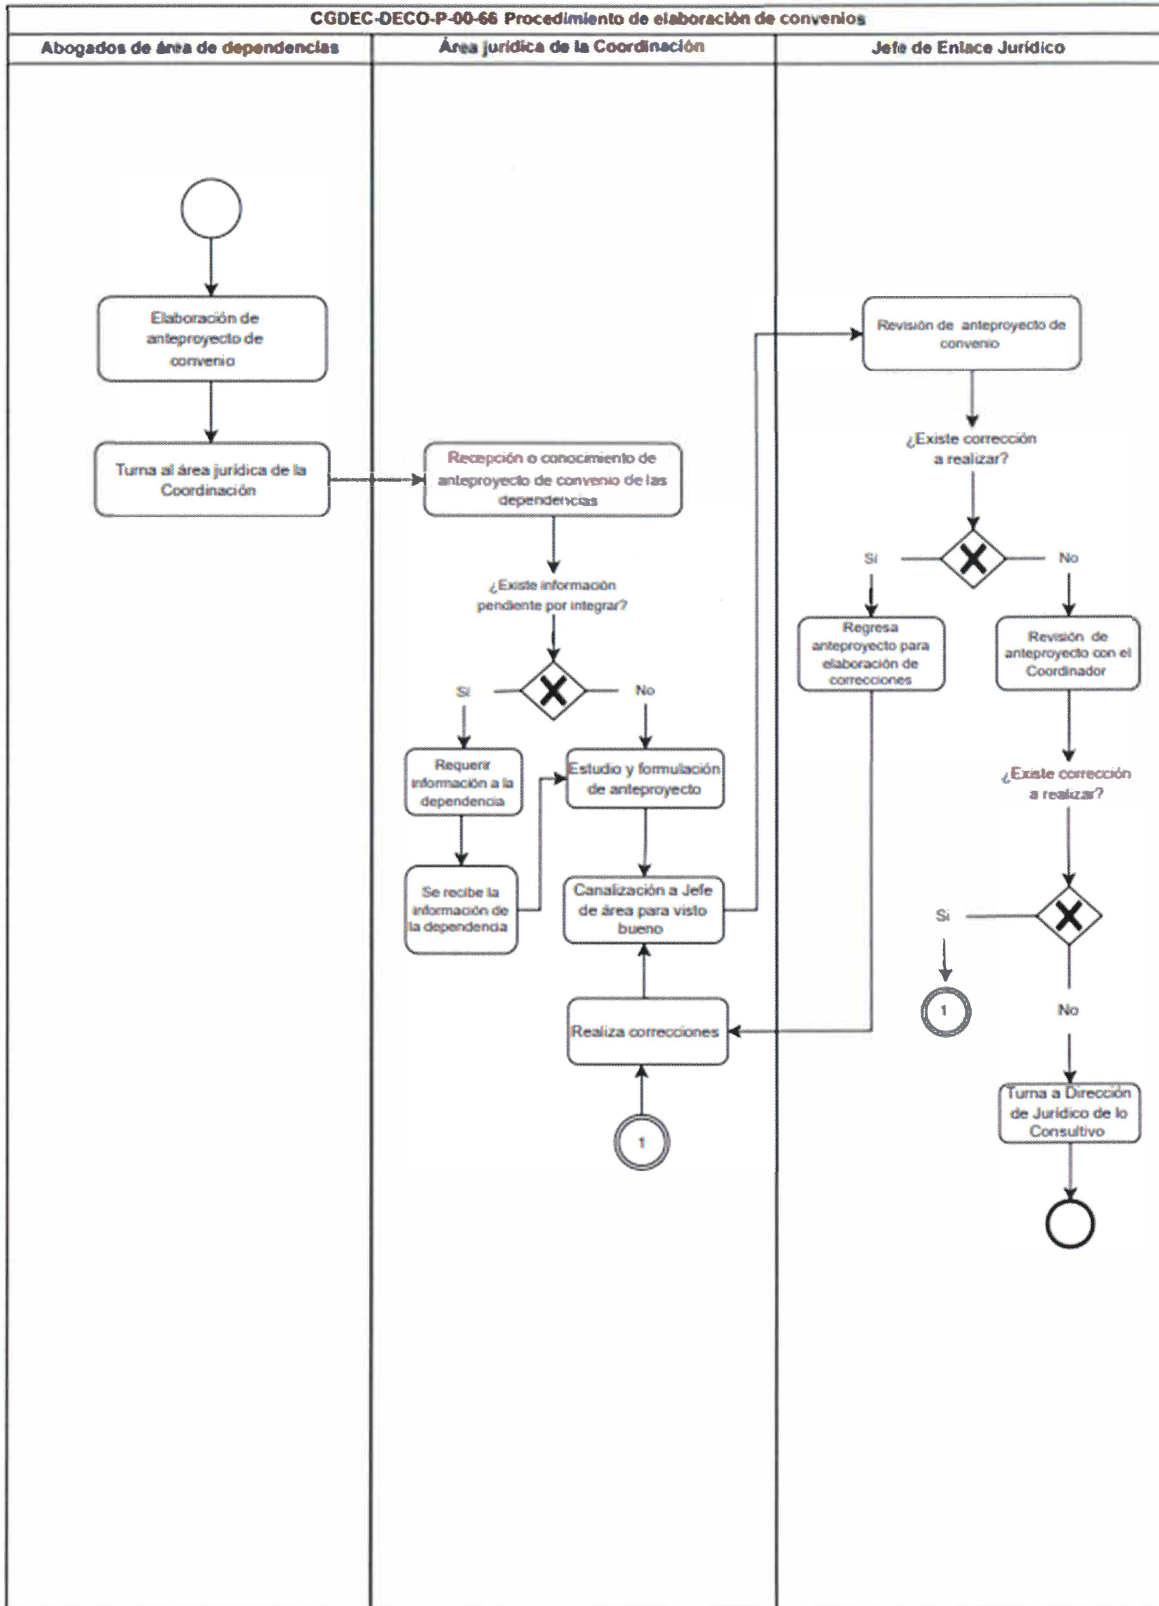 CGDEC-DECO-P-00-66 Procedimiento de elaboración de convenios
Abogados de área de dependencias
Área jurídica de la Coordinación
Jefe de Enlace Jurídico
Elaboración de
anteproyecto de
convenio
Turna al área jurídica de la
Coordinación
Recepción o conocimiento de
anteproyecto de convenio de las
dependencias
¿Existe información
pendiente por integrar?
Sí
No
Requerir
información a la
dependencia
Estudio y formulación
de anteproyecto
Se recibe la
información de
la dependencia
Canalización a Jefe
de área para visto
bueno
Realiza correcciones
1
Revisión de anteproyecto de
convenio
¿Existe corrección
a realizar?
Sí
No
Regresa
anteproyecto para
elaboración de
correcciones
Revisión de
anteproyecto con el
Coordinador
¿Existe corrección
a realizar?
Sí
1
No
Turna a Dirección
de Jurídico de lo
Consultivo